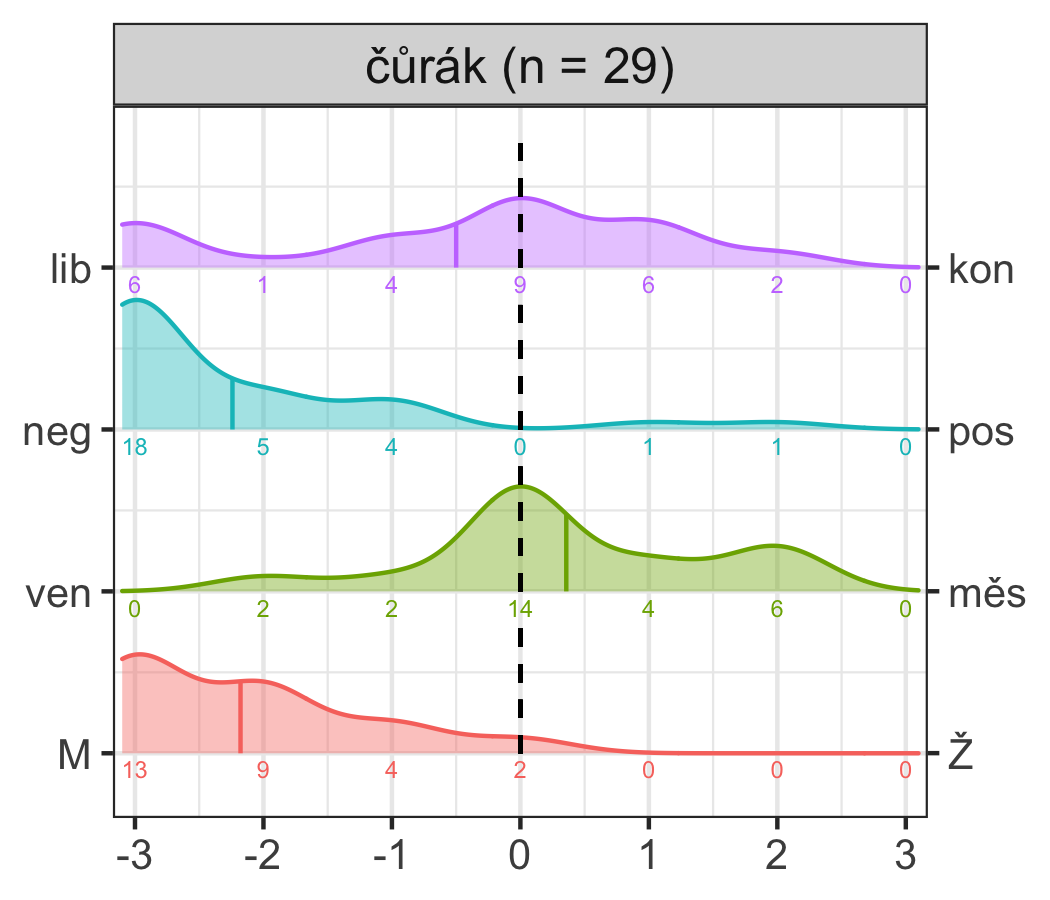 čůrák (n = 29)
lib kon
6 1 4 9 6 2 0
neg pos
18 5 4 0 1 1 0
ven měs
0 2 2 14 4 6 0
M Ž
13 9 4 2 0 0 0
-3 -2 -1 0 1 2 3